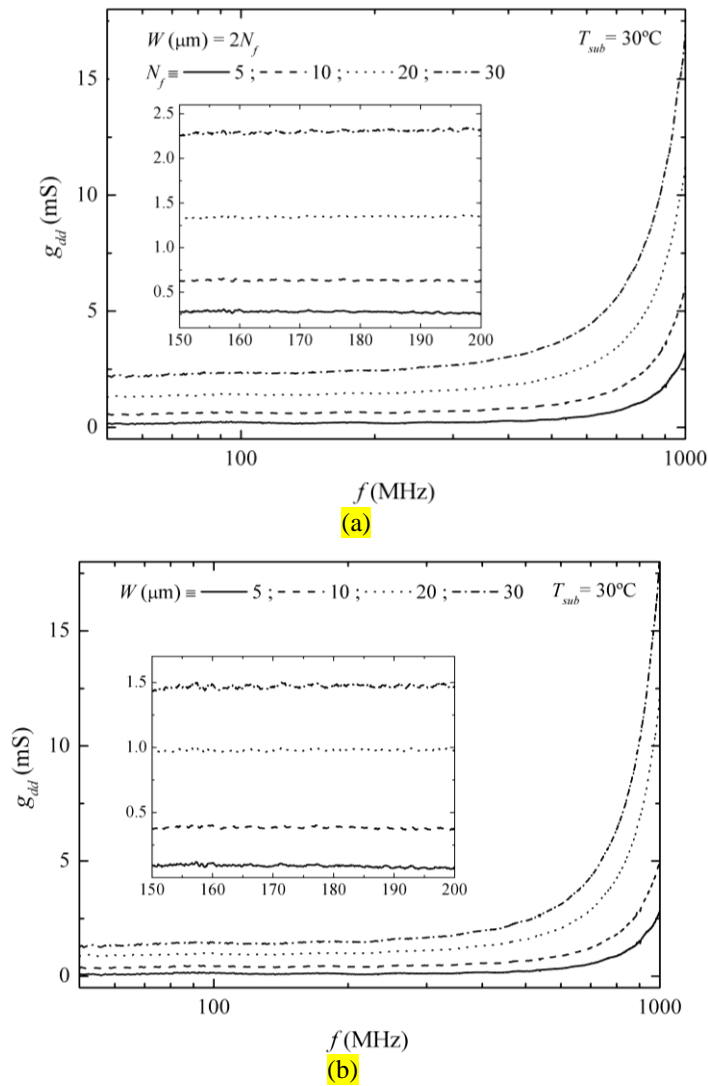 W (μm) = 2N_f
T_sub = 30ºC
N_f ≡ 5 ; 10 ; 20 ; 30
15
10
5
0
g_dd (mS)
2.5
2.0
1.5
1.0
0.5
150 160 170 180 190 200
100 1000
f (MHz)
(a)
W (μm) ≡ 5 ; 10 ; 20 ; 30
T_sub = 30ºC
15
10
5
0
g_dd (mS)
1.5
1.0
0.5
150 160 170 180 190 200
100 1000
f (MHz)
(b)